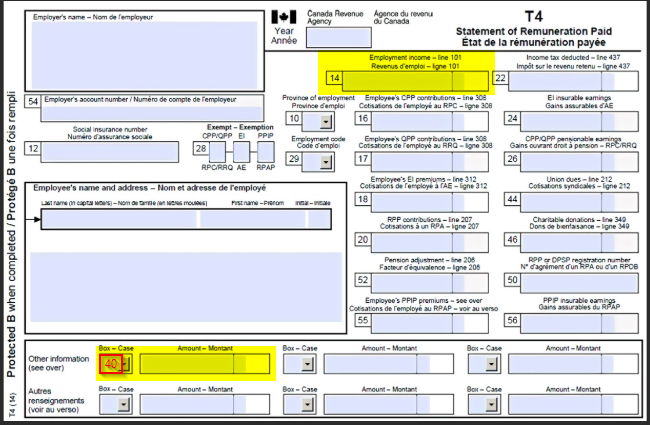 Employer's name – Nom de l'employeur
Canada Revenue Agency
Agence du revenu du Canada
Year
Année
T4
Statement of Remuneration Paid
État de la rémunération payée
Employment income – line 101
Revenus d'emploi – ligne 101
14
Income tax deducted – line 437
Impôt sur le revenu retenu – ligne 437
22
54
Employer's account number / Numéro de compte de l'employeur
Province of employment
Province d'emploi
10
Employee's CPP contributions – line 308
Cotisations de l'employé au RPC – ligne 308
16
EI insurable earnings
Gains assurables d'AE
24
Social insurance number
Numéro d'assurance sociale
12
Exempt – Exemption
CPP/QPP EI PPIP
28
RPC/RRQ AE RPAP
Employment code
Code d'emploi
29
Employee's QPP contributions – line 308
Cotisations de l'employé au RRQ – ligne 308
17
CPP/QPP pensionable earnings
Gains ouvrant droit à pension – RPC/RRQ
26
Employee's name and address – Nom et adresse de l'employé
Last name (in capital letters) – Nom de famille (en lettres moulées)
First name – Prénom
Initial – Initiale
Employee's EI premiums – line 312
Cotisations de l'employé à l'AE – ligne 312
18
Union dues – line 212
Cotisations syndicales – ligne 212
44
RPP contributions – line 207
Cotisations à un RPA – ligne 207
20
Charitable donations – line 349
Dons de bienfaisance – ligne 349
46
Pension adjustment – line 206
Facteur d'équivalence – ligne 206
52
RPP or DPSP registration number
N° d'agrément d'un RPA ou d'un RPDB
50
Employee's PPIP premiums – see over
Cotisations de l'employé au RPAP – voir au verso
55
PPIP insurable earnings
Gains assurables du RPAP
56
Other information
(see over)
Box – Case
Amount – Montant
Box – Case
Amount – Montant
Box – Case
Amount – Montant
40
Autres
renseignements
(voir au verso)
Box – Case
Amount – Montant
Box – Case
Amount – Montant
Box – Case
Amount – Montant
Protected B when completed / Protégé B une fois rempli
T4 (14)